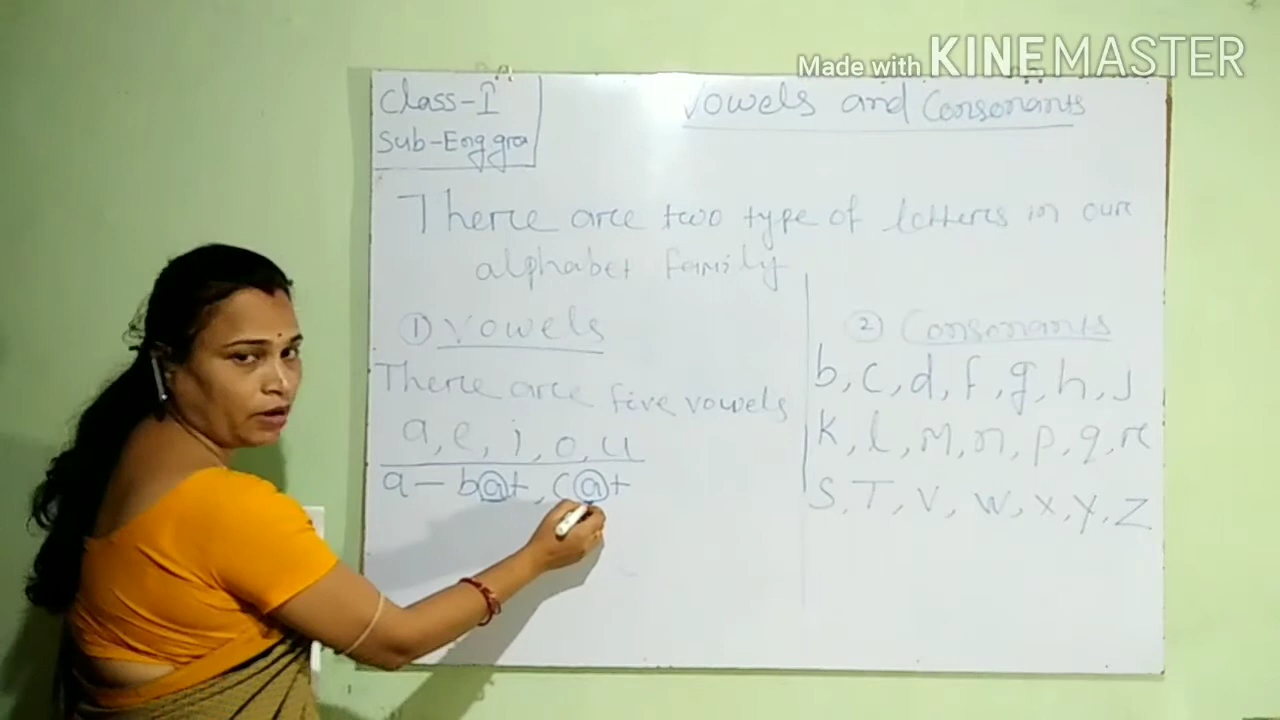 Made with KINEMASTER
Class-I
Sub-Eng gra
Vowels and Consonants
There are two type of letters in our
alphabet family
① Vowels
There are five vowels
a, e, i, o, u
a - bat, cat
② Consonants
b, c, d, f, g, h, j
k, l, m, n, p, q, r
S, T, V, W, X, Y, Z